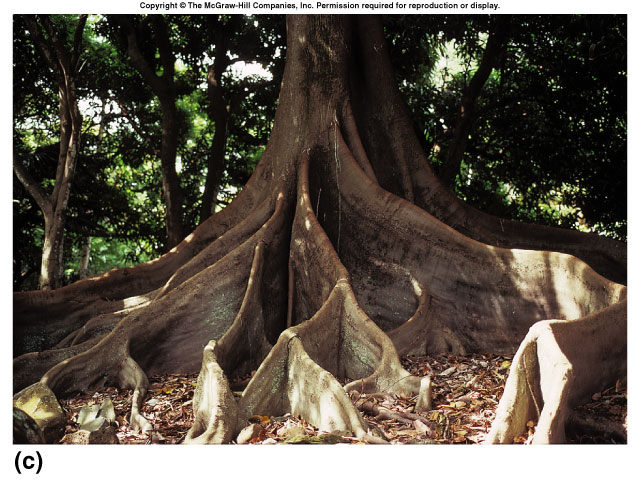 Copyright © The McGraw-Hill Companies, Inc. Permission required for reproduction or display.
(c)